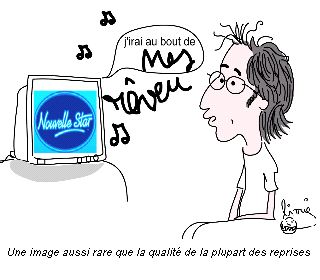 j'irai au bout de
Mes
rêves
Nouvelle Star
Une image aussi rare que la qualité de la plupart des reprises